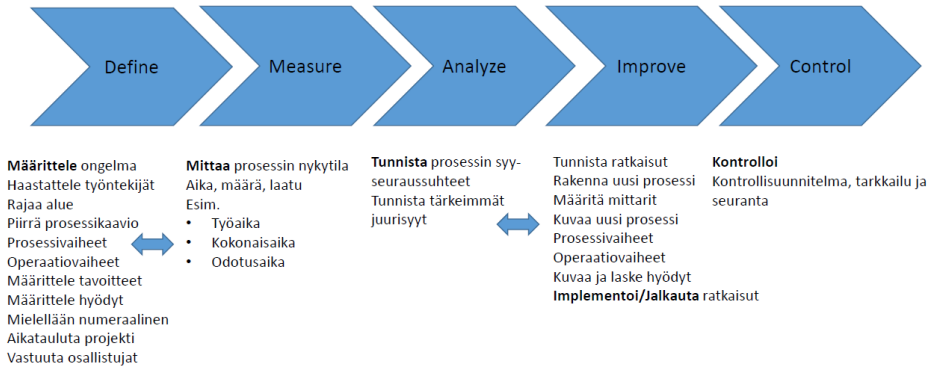 Define
Measure
Analyze
Improve
Control
Määrittele ongelma
Haastattele työntekijät
Rajaa alue
Piirrä prosessikaavio
Prosessivaiheet
Operaatiovaiheet
Määrittele tavoitteet
Määrittele hyödyt
Mielellään numeraalinen
Aikatauluta projekti
Vastuuta osallistujat
Mittaa prosessin nykytila
Aika, määrä, laatu
Esim.
• Työaika
• Kokonaisaika
• Odotusaika
Tunnista prosessin syy-
seuraussuhteet
Tunnista tärkeimmät
juurisyyt
Tunnista ratkaisut
Rakenna uusi prosessi
Määritä mittarit
Kuvaa uusi prosessi
Prosessivaiheet
Operaatiovaiheet
Kuvaa ja laske hyödyt
Implementoi/Jalkauta ratkaisut
Kontrolloi
Kontrollisuunnitelma, tarkkailu ja
seuranta